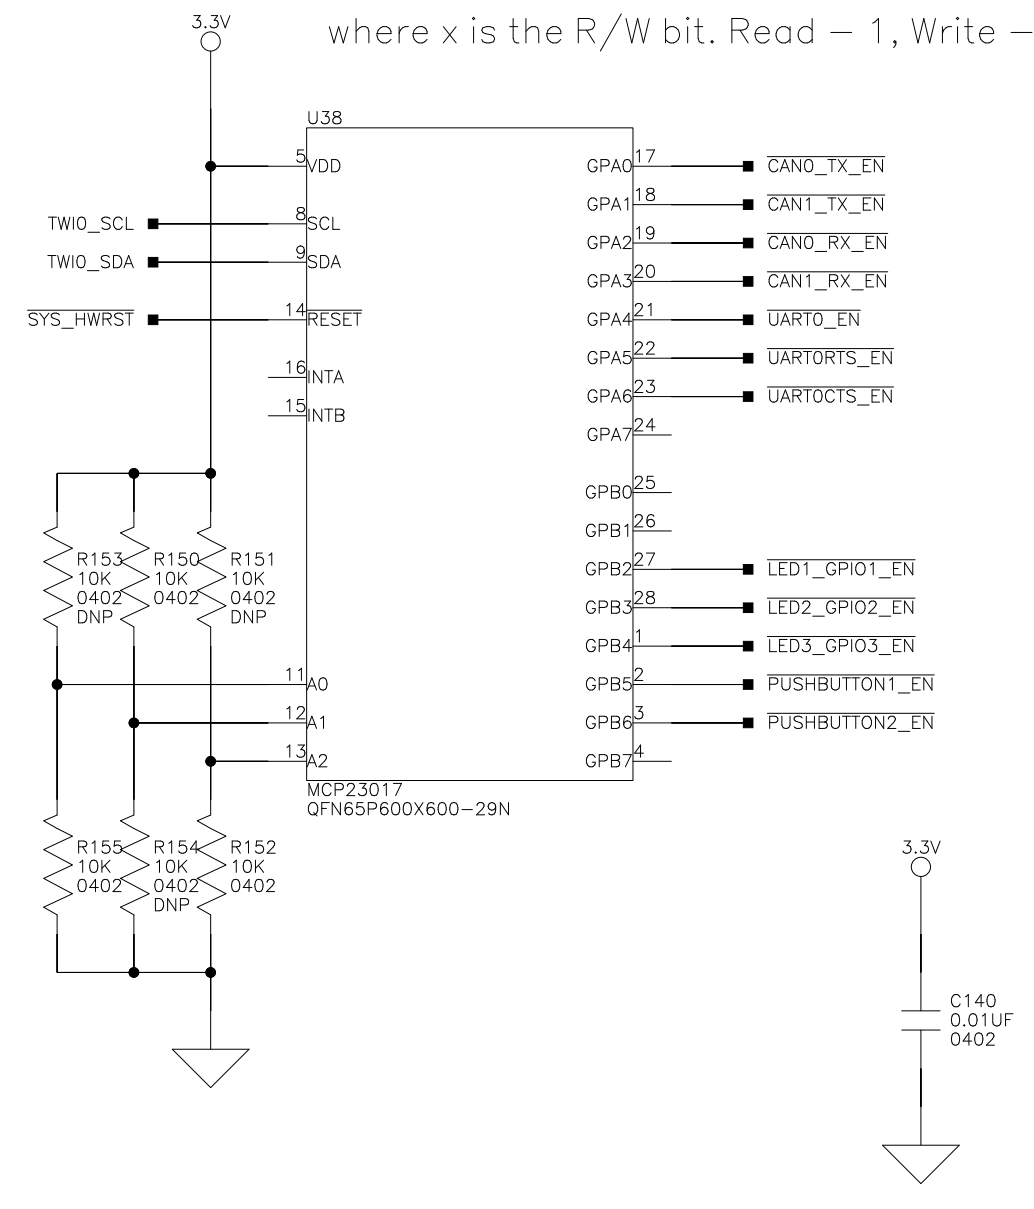 3.3V
where x is the R/W bit. Read – 1, Write –
U38
5 VDD
GPA0 17
CAN0_TX_EN
GPA1 18
CAN1_TX_EN
TWI0_SCL
8 SCL
GPA2 19
CAN0_RX_EN
TWI0_SDA
9 SDA
GPA3 20
CAN1_RX_EN
SYS_HWRST
14 RESET
GPA4 21
UART0_EN
GPA5 22
UART0RTS_EN
16 INTA
GPA6 23
UART0CTS_EN
15 INTB
GPA7 24
GPB0 25
GPB1 26
R153
10K
0402
DNP
R150
10K
0402
R151
10K
0402
DNP
GPB2 27
LED1_GPIO1_EN
GPB3 28
LED2_GPIO2_EN
GPB4 1
LED3_GPIO3_EN
11 A0
GPB5 2
PUSHBUTTON1_EN
12 A1
GPB6 3
PUSHBUTTON2_EN
13 A2
GPB7 4
MCP23017
QFN65P600X600-29N
R155
10K
0402
R154
10K
0402
DNP
R152
10K
0402
3.3V
C140
0.01UF
0402